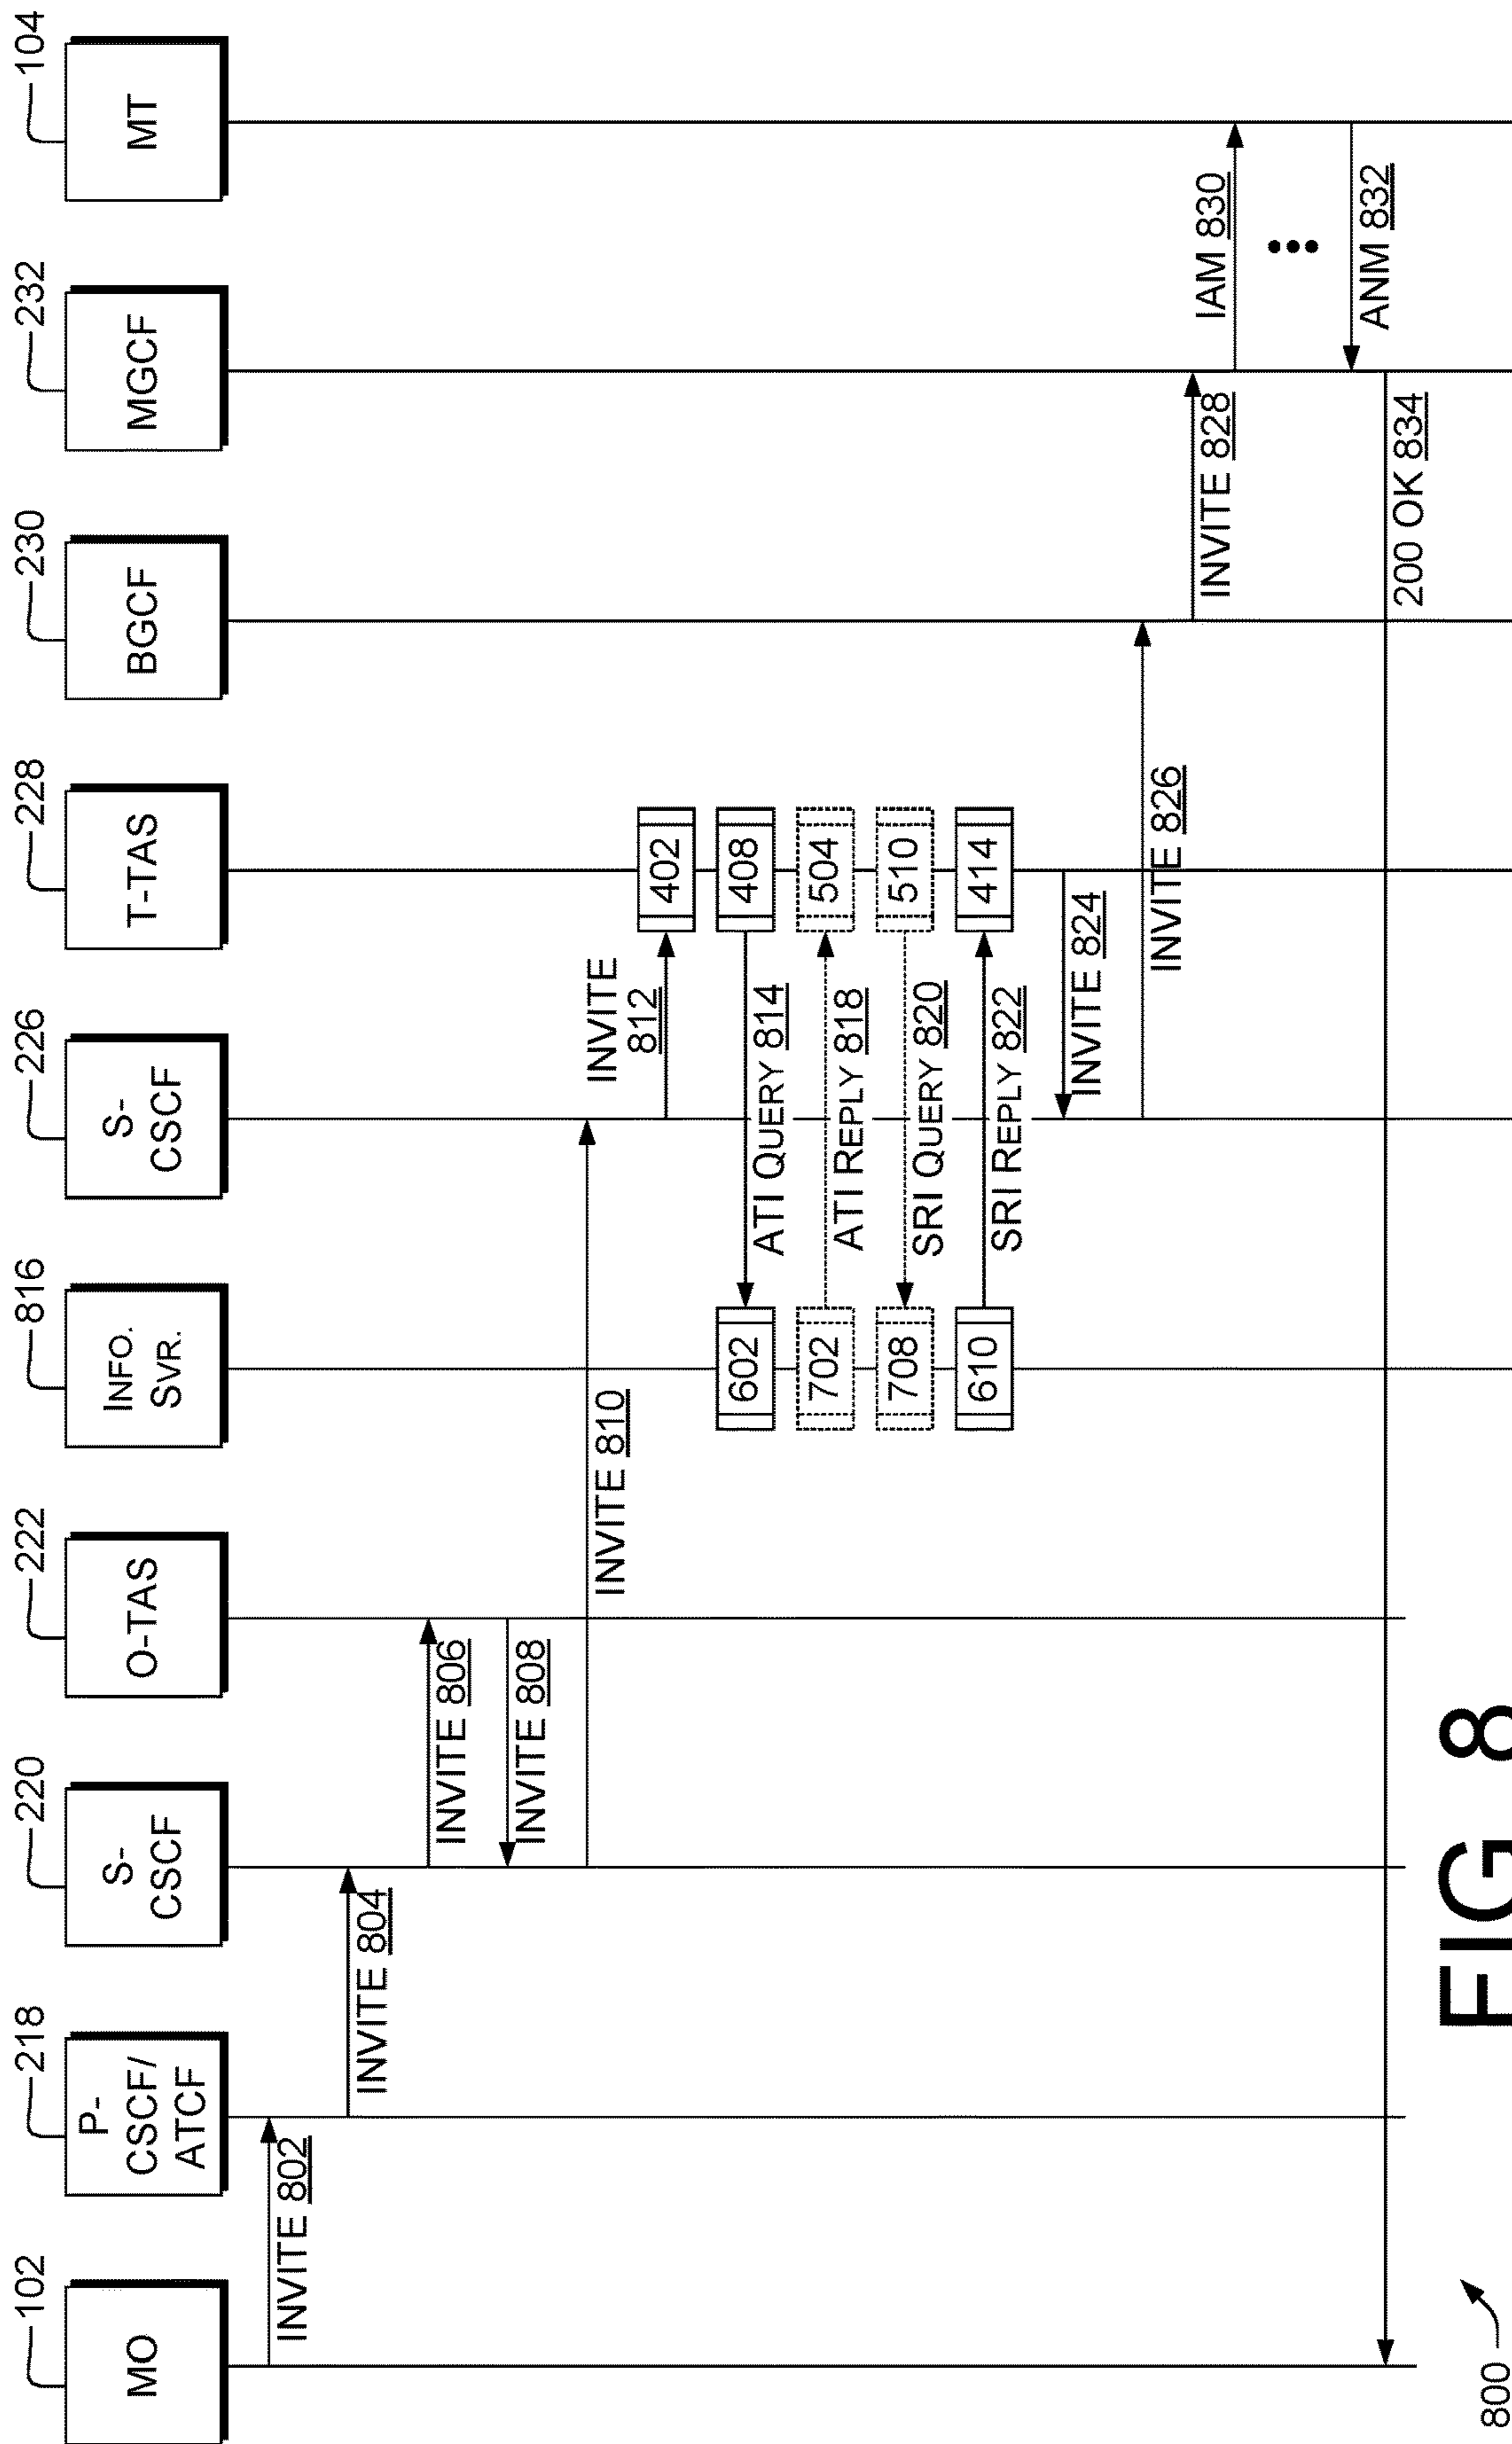 102
218
220
222
816
226
228
230
232
104
MO
P-
CSCF/
ATCF
S-
CSCF
O-TAS
INFO.
SVR.
S-
CSCF
T-TAS
BGCF
MGCF
MT
INVITE 802
INVITE 804
INVITE 806
INVITE 808
INVITE 810
INVITE
812
402
602
408
ATI QUERY 814
702
504
ATI REPLY 818
708
510
SRI QUERY 820
610
414
SRI REPLY 822
INVITE 824
INVITE 826
INVITE 828
IAM 830
ANM 832
200 OK 834
800
FIG 8